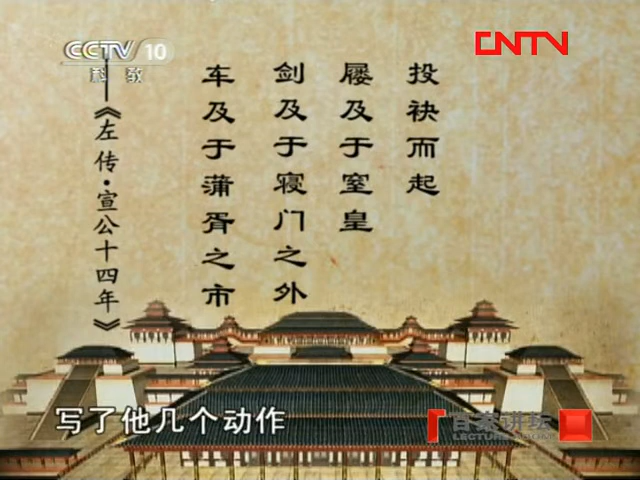 CCTV 10
科教
CNTV
投袂而起
屦及于窒皇
剑及于寝门之外
车及于蒲胥之市
——《左传·宣公十四年》
写了他几个动作
百家讲坛
LECTURE ROOM